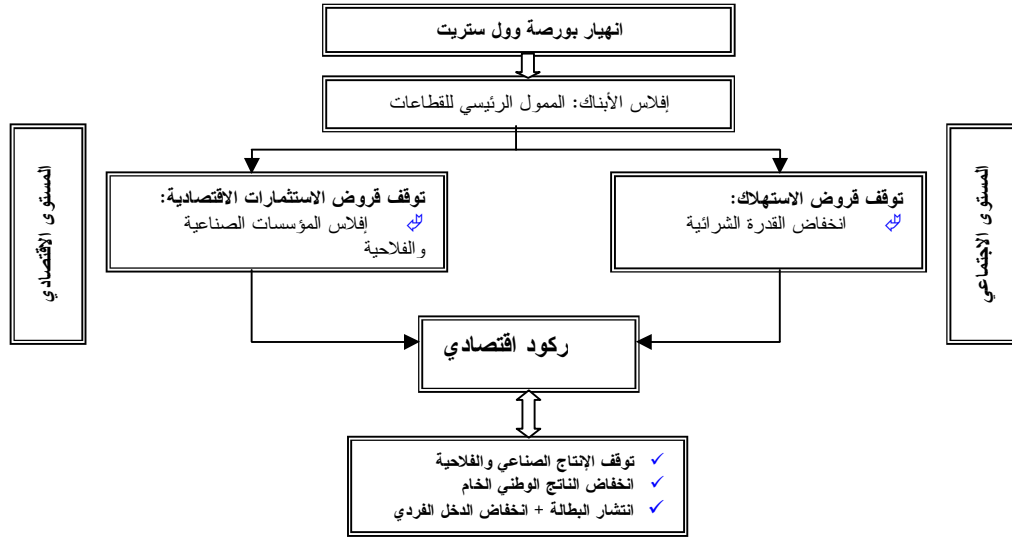 انهيار بورصة وول ستريت
إفلاس الأبناك: الممول الرئيسي للقطاعات
المستوى الاجتماعي
توقف قروض الاستهلاك:
انخفاض القدرة الشرائية
توقف قروض الاستثمارات الاقتصادية:
إفلاس المؤسسات الصناعية
والفلاحية
المستوى الاقتصادي
ركود اقتصادي
✓ توقف الإنتاج الصناعي والفلاحية
✓ انخفاض الناتج الوطني الخام
✓ انتشار البطالة + انخفاض الدخل الفردي